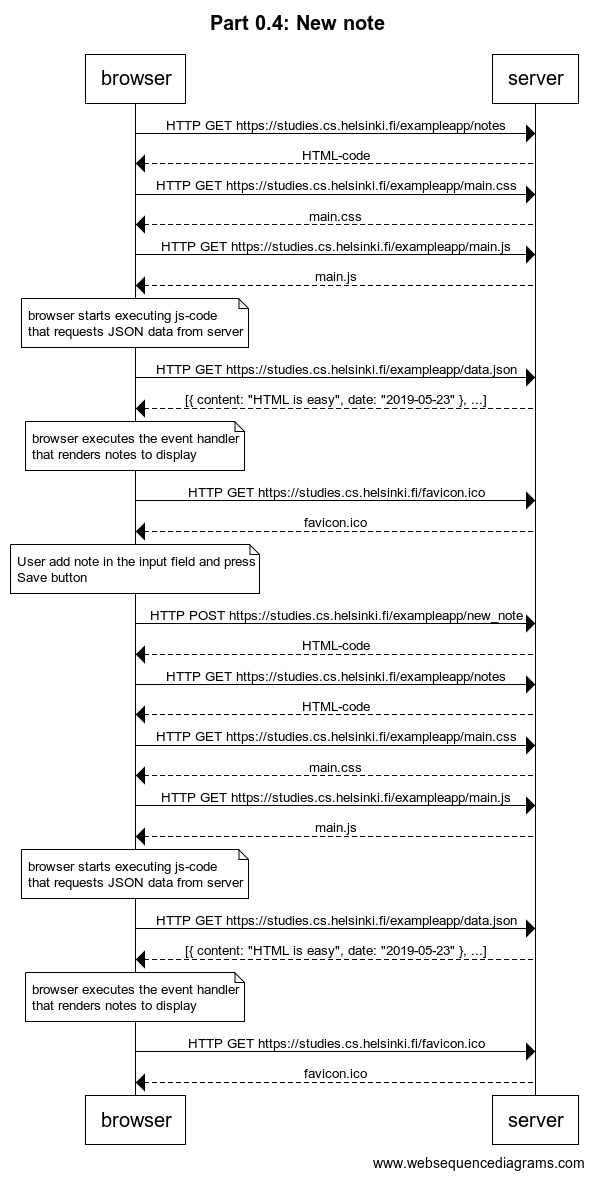 Part 0.4: New note
browser
server
HTTP GET https://studies.cs.helsinki.fi/exampleapp/notes
HTML-code
HTTP GET https://studies.cs.helsinki.fi/exampleapp/main.css
main.css
HTTP GET https://studies.cs.helsinki.fi/exampleapp/main.js
main.js
browser starts executing js-code
that requests JSON data from server
HTTP GET https://studies.cs.helsinki.fi/exampleapp/data.json
[{ content: "HTML is easy", date: "2019-05-23" }, ...]
browser executes the event handler
that renders notes to display
HTTP GET https://studies.cs.helsinki.fi/favicon.ico
favicon.ico
User add note in the input field and press
Save button
HTTP POST https://studies.cs.helsinki.fi/exampleapp/new_note
HTML-code
HTTP GET https://studies.cs.helsinki.fi/exampleapp/notes
HTML-code
HTTP GET https://studies.cs.helsinki.fi/exampleapp/main.css
main.css
HTTP GET https://studies.cs.helsinki.fi/exampleapp/main.js
main.js
browser starts executing js-code
that requests JSON data from server
HTTP GET https://studies.cs.helsinki.fi/exampleapp/data.json
[{ content: "HTML is easy", date: "2019-05-23" }, ...]
browser executes the event handler
that renders notes to display
HTTP GET https://studies.cs.helsinki.fi/favicon.ico
favicon.ico
browser
server
www.websequencediagrams.com